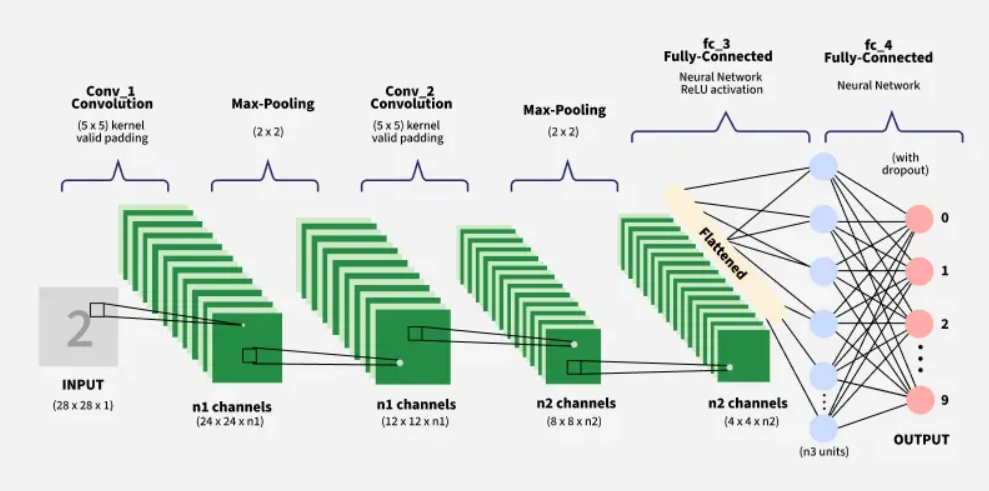 fc_3
Fully-Connected
Neural Network
ReLU activation
fc_4
Fully-Connected
Neural Network
Conv_1
Convolution
(5 x 5) kernel
valid padding
Max-Pooling
(2 x 2)
Conv_2
Convolution
(5 x 5) kernel
valid padding
Max-Pooling
(2 x 2)
(with
dropout)
Flattened
2
0
1
2
9
INPUT
(28 x 28 x 1)
n1 channels
(24 x 24 x n1)
n1 channels
(12 x 12 x n1)
n2 channels
(8 x 8 x n2)
n2 channels
(4 x 4 x n2)
(n3 units)
OUTPUT